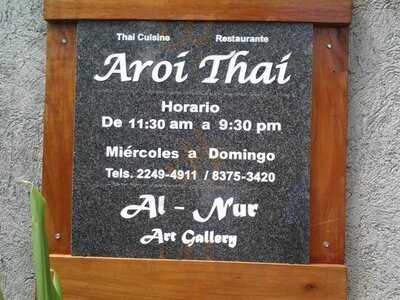 Thai Cuisine Restaurante
Aroi Thai
Horario
De 11:30 am a 9:30 pm
Miércoles a Domingo
Tels. 2249-4911 / 8375-3420
Al - Nur
Art Gallery